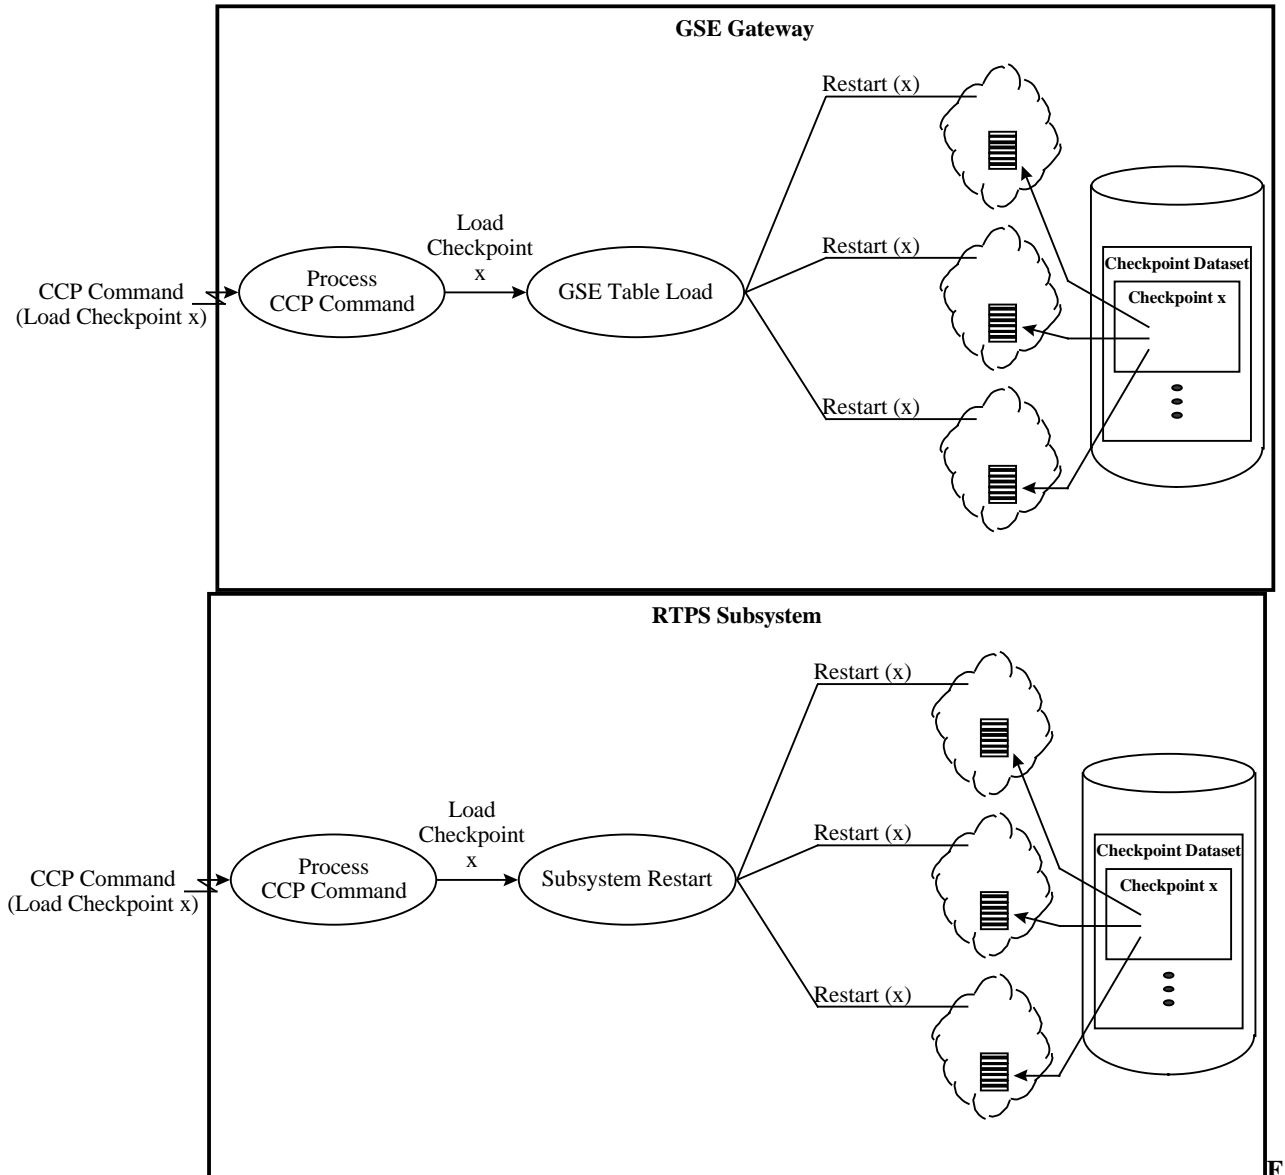 GSE Gateway
Restart (x)
Load
Checkpoint
x
Restart (x)
Process
CCP Command
GSE Table Load
CCP Command
(Load Checkpoint x)
Checkpoint Dataset
Checkpoint x
Restart (x)
RTPS Subsystem
Restart (x)
Load
Checkpoint
x
Restart (x)
Process
CCP Command
Subsystem Restart
CCP Command
(Load Checkpoint x)
Checkpoint Dataset
Checkpoint x
Restart (x)